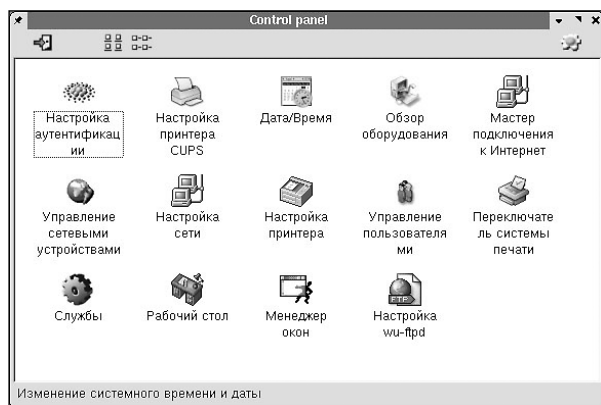 Control panel
Настройка
аутентификац
ии
Настройка
принтера
CUPS
Дата/Время
Обзор
оборудования
Мастер
подключения
к Интернет
Управление
сетевыми
устройствами
Настройка
сети
Настройка
принтера
Управление
пользователя
ми
Переключате
ль системы
печати
Службы
Рабочий стол
Менеджер
окон
FTP
Настройка
wu-ftpd
Изменение системного времени и даты